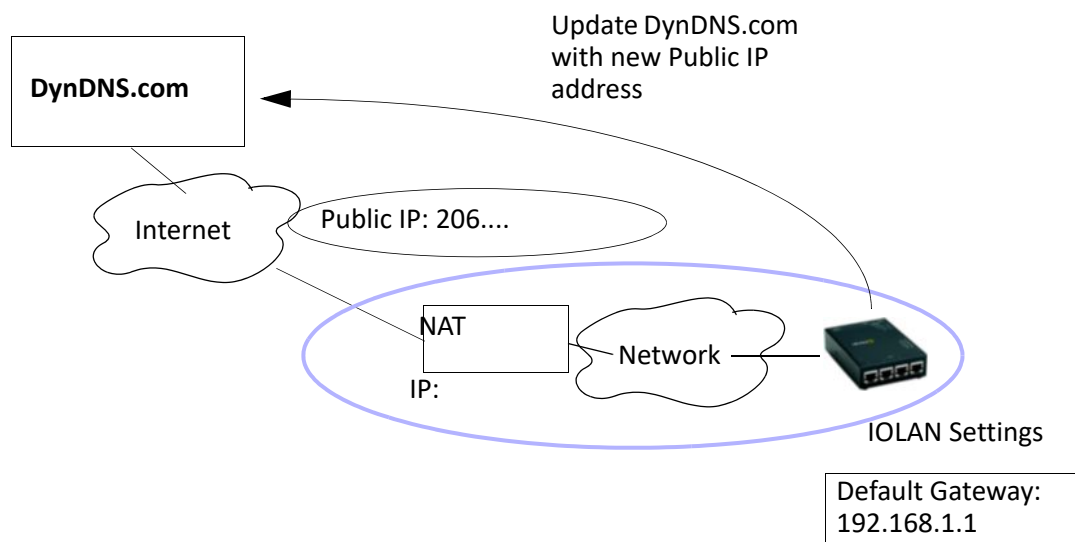 Update DynDNS.com
with new Public IP
address
DynDNS.com
Internet
Public IP: 206....
NAT
Network
IP:
IOLAN Settings
Default Gateway:
192.168.1.1